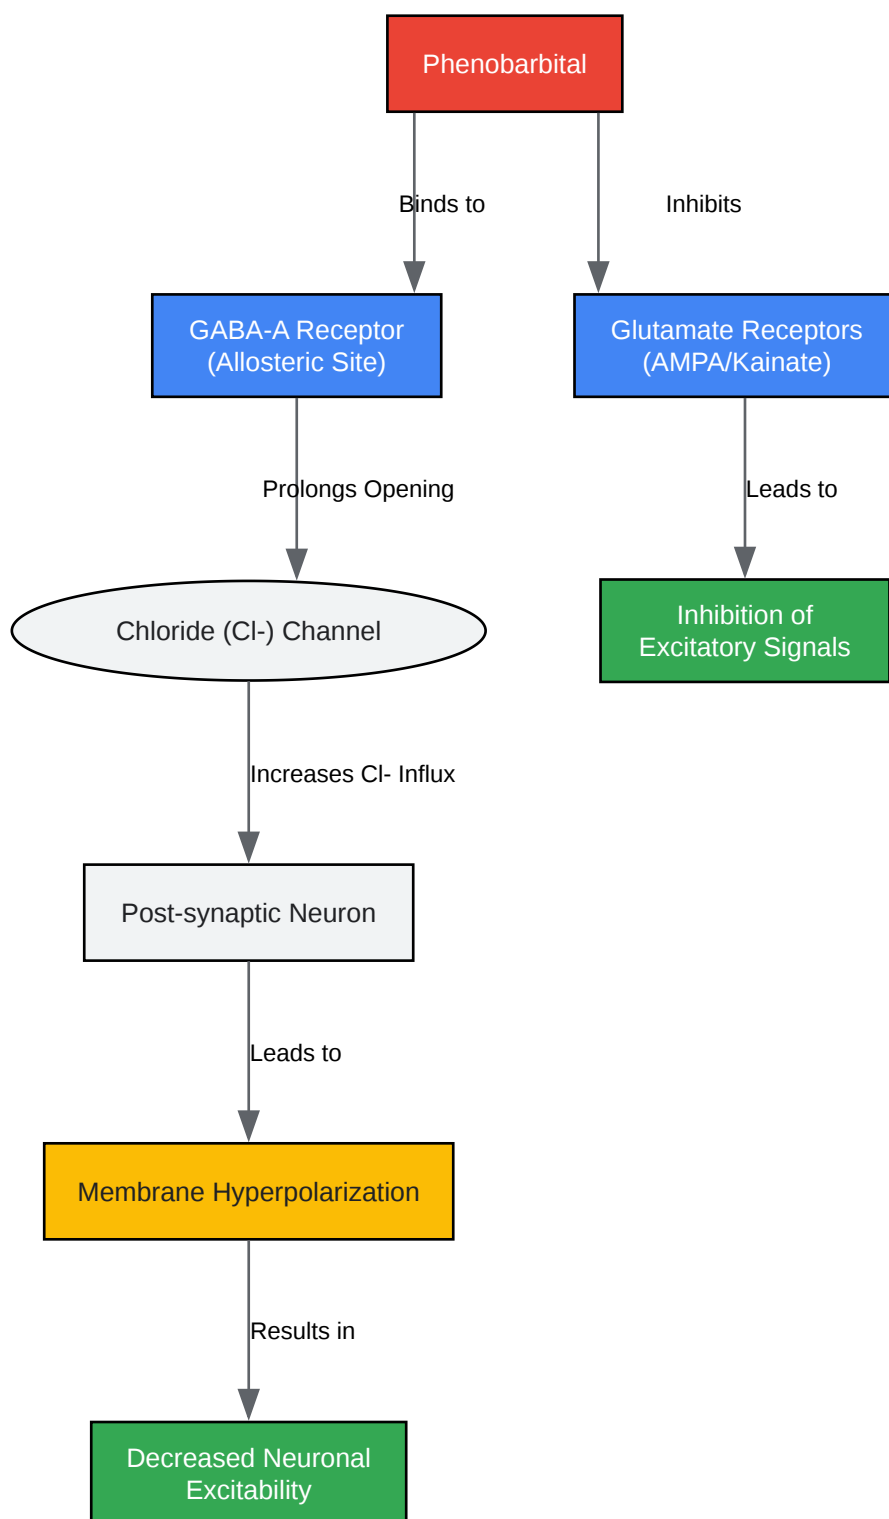 Phenobarbital
Binds to
Inhibits
GABA-A Receptor
(Allosteric Site)
Glutamate Receptors
(AMPA/Kainate)
Prolongs Opening
Leads to
Chloride (Cl-) Channel
Inhibition of
Excitatory Signals
Increases Cl- Influx
Post-synaptic Neuron
Leads to
Membrane Hyperpolarization
Results in
Decreased Neuronal
Excitability